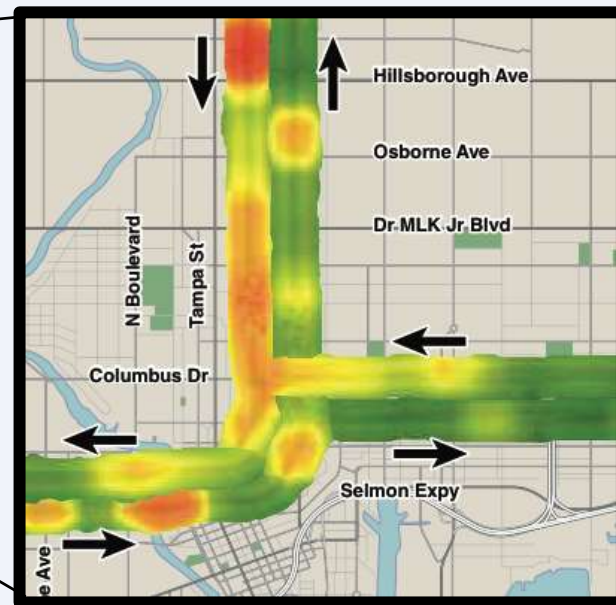 Hillsborough Ave
Osborne Ave
Dr MLK Jr Blvd
N Boulevard
Tampa St
Columbus Dr
Selmon Expy
Ave